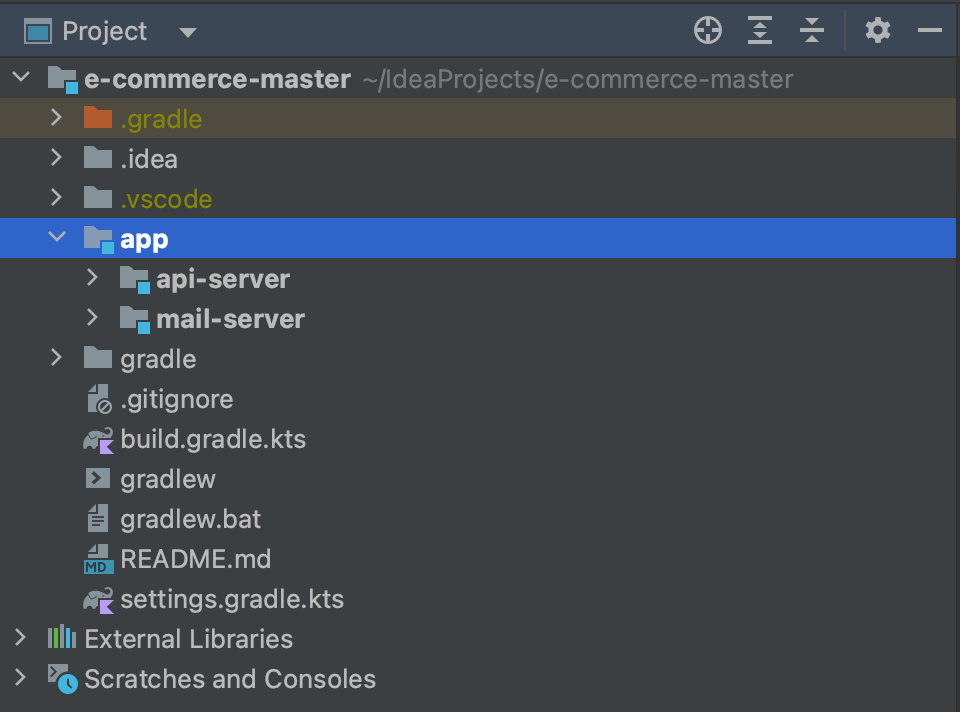 Project
e-commerce-master ~/IdeaProjects/e-commerce-master
.gradle
.idea
.vscode
app
api-server
mail-server
gradle
.gitignore
build.gradle.kts
gradlew
gradlew.bat
MD README.md
settings.gradle.kts
External Libraries
Scratches and Consoles